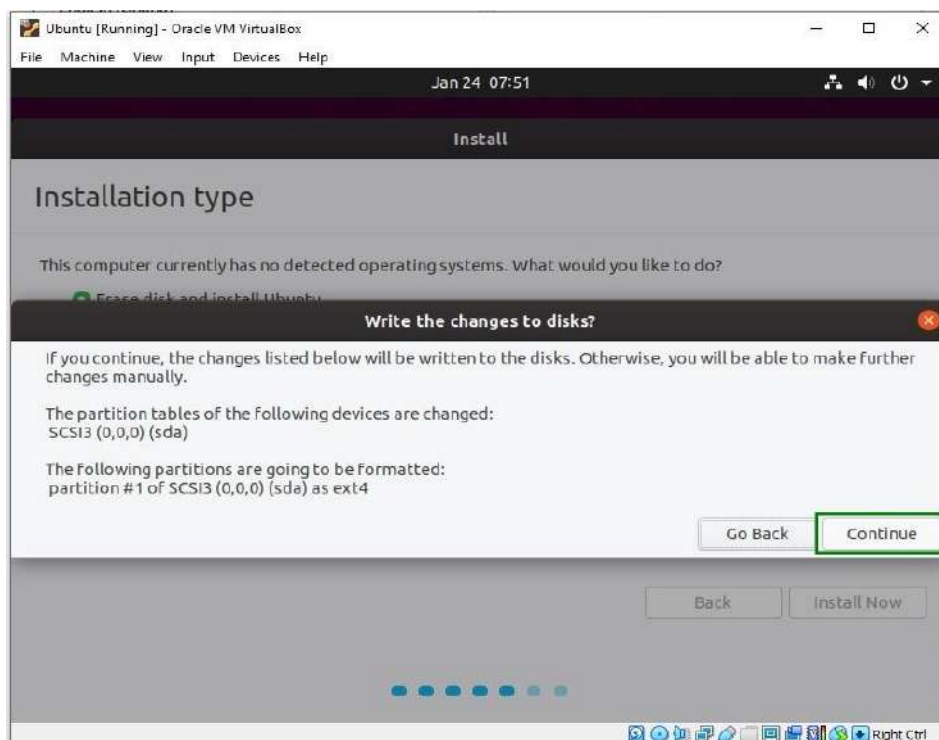 Ubuntu [Running] - Oracle VM VirtualBox
File Machine View Input Devices Help
Jan 24 07:51
Install
Installation type
This computer currently has no detected operating systems. What would you like to do?
Erase disk and install Ubuntu
Write the changes to disks?
If you continue, the changes listed below will be written to the disks. Otherwise, you will be able to make further
changes manually.
The partition tables of the following devices are changed:
SCSI3 (0,0,0) (sda)
The following partitions are going to be formatted:
partition #1 of SCSI3 (0,0,0) (sda) as ext4
Go Back Continue
Back Install Now
Right Ctrl